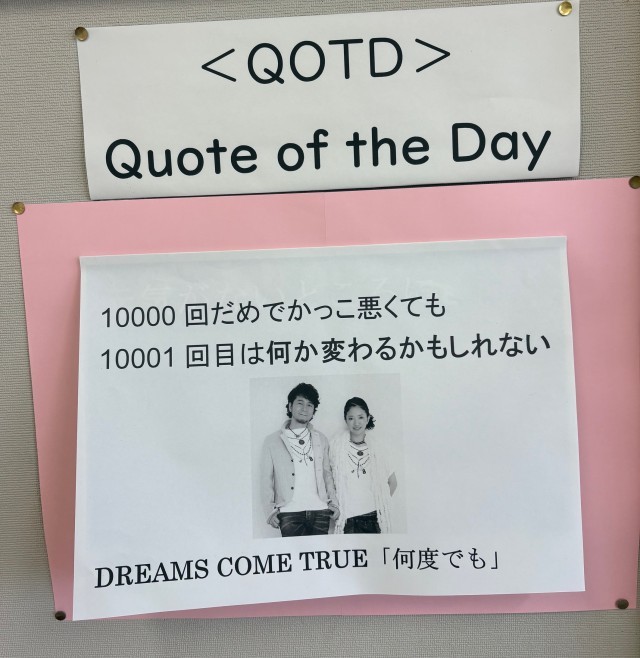 ＜QOTD＞
Quote of the Day
10000 回だめでかっこ悪くても
10001 回目は何か変わるかもしれない
DREAMS COME TRUE「何度でも」